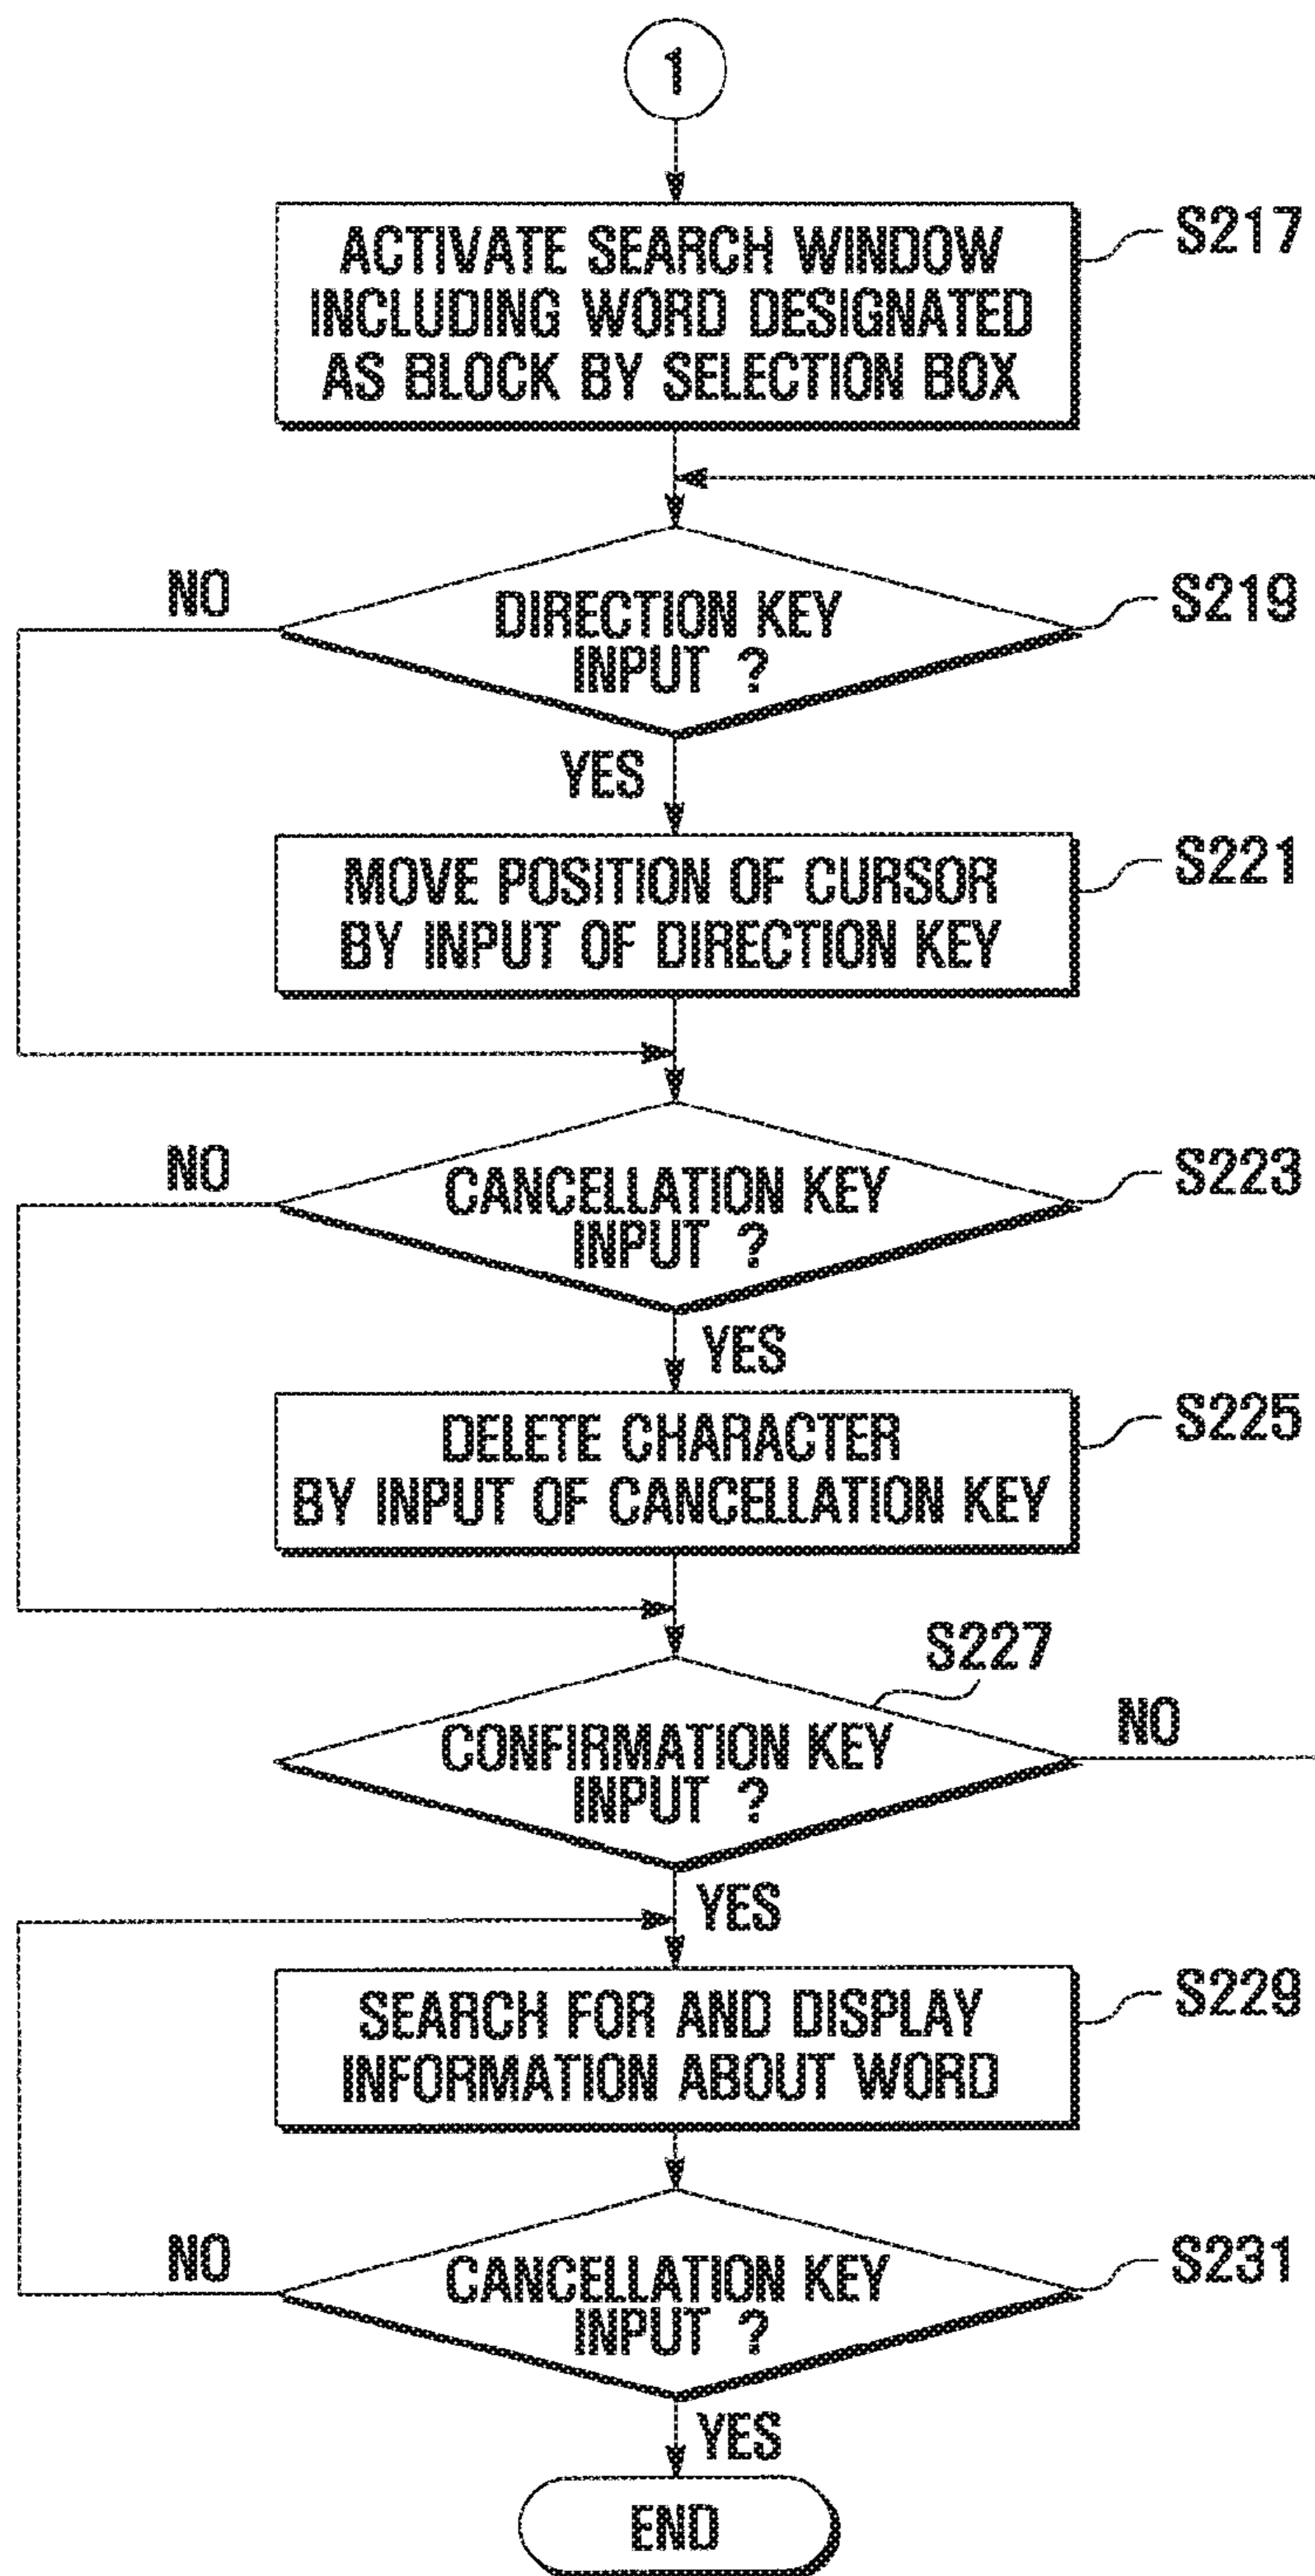 1
ACTIVATE SEARCH WINDOW
INCLUDING WORD DESIGNATED
AS BLOCK BY SELECTION BOX
S217
NO
DIRECTION KEY
INPUT ?
S219
YES
MOVE POSITION OF CURSOR
BY INPUT OF DIRECTION KEY
S221
NO
CANCELLATION KEY
INPUT ?
S223
YES
DELETE CHARACTER
BY INPUT OF CANCELLATION KEY
S225
S227
CONFIRMATION KEY
INPUT ?
NO
YES
SEARCH FOR AND DISPLAY
INFORMATION ABOUT WORD
S229
NO
CANCELLATION KEY
INPUT ?
S231
YES
END